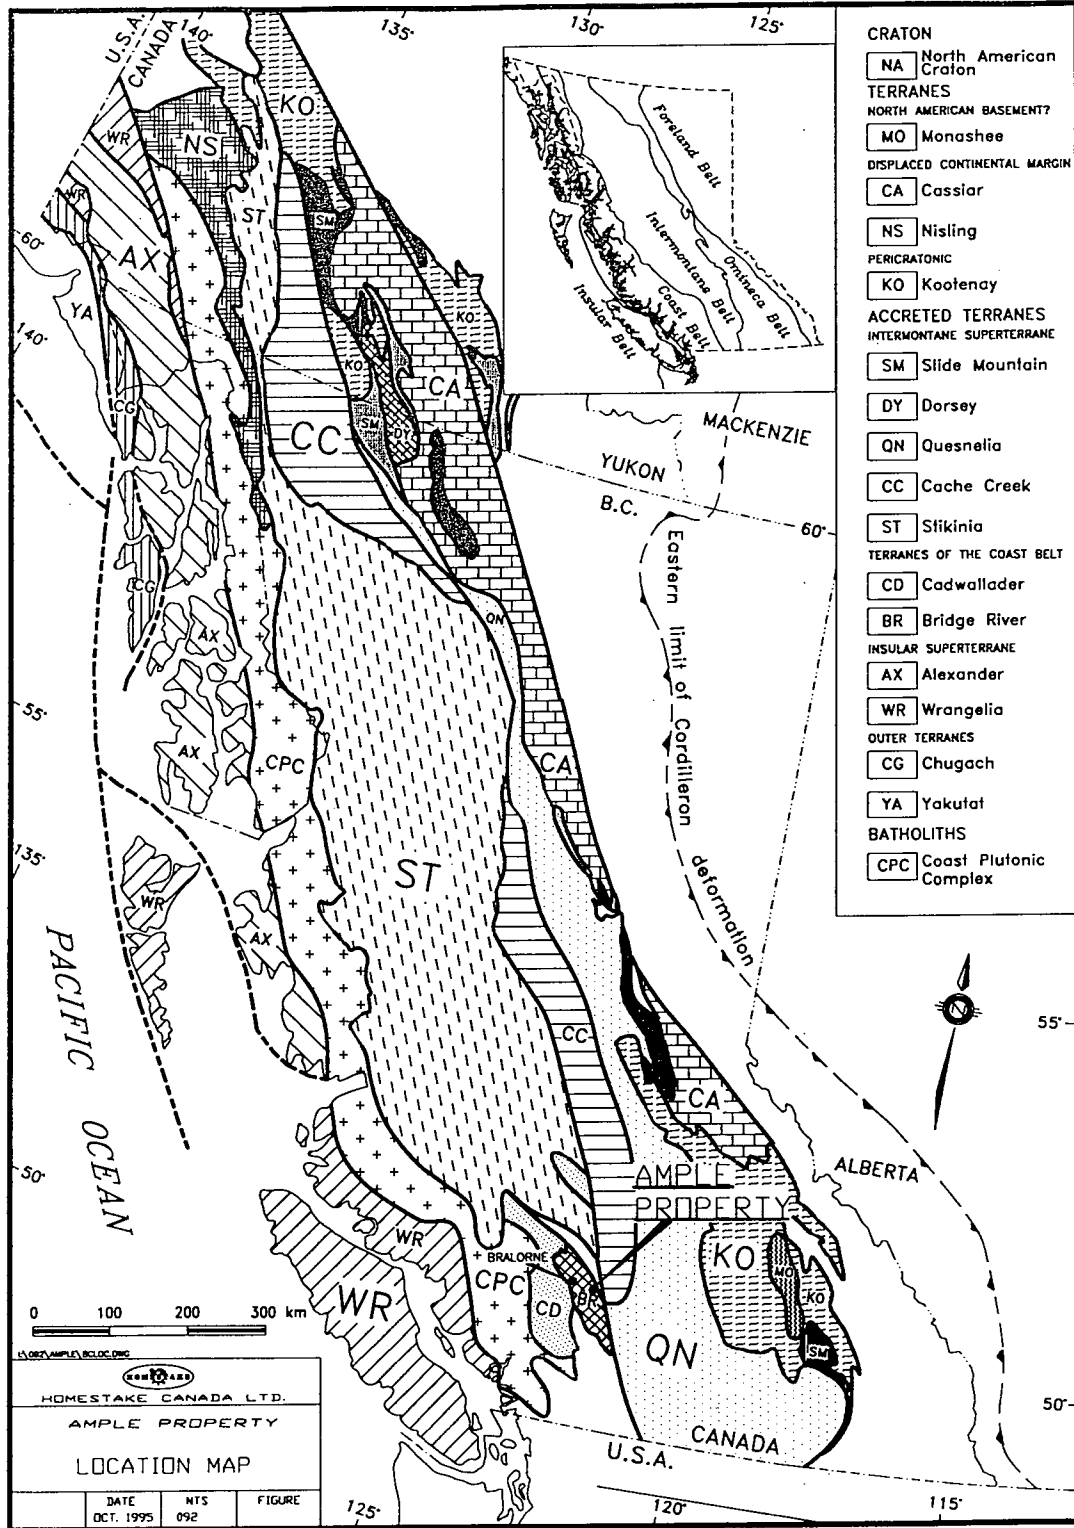 U.S.A.
CANADA
140°
135°
130°
125°
CRATON
NA North American
Craton
TERRANES
NORTH AMERICAN BASEMENT?
MO Monashee
DISPLACED CONTINENTAL MARGIN
CA Cassiar
NS Nisling
PERICRATONIC
KO Kootenay
ACCRETED TERRANES
INTERMONTANE SUPERTERRANE
SM Slide Mountain
DY Dorsey
QN Quesnelia
CC Cache Creek
ST Stikinia
TERRANES OF THE COAST BELT
CD Cadwallader
BR Bridge River
INSULAR SUPERTERRANE
AX Alexander
WR Wrangelia
OUTER TERRANES
CG Chugach
YA Yakutat
BATHOLITHS
CPC Coast Plutonic
Complex
Foreland Belt
Omineca Belt
Intermontane Belt
Coast Belt
Insular Belt
KO
WR
NS
WR
ST
SM
60°
AX
YA
KO
140°
KO
CA
CG
CC
SM
DY
MACKENZIE
YUKON
B.C.
60°
Eastern limit of Cordilleron deformation
CG
QN
AX
55°
AX
CPC
CA
135°
ST
WR
AX
PACIFIC OCEAN
CC
55°
CA
50°
AMPLE
PROPERTY
ALBERTA
WR
BRALORNE
KO
MO
KO
CPC
CD
BR
WR
QN
SM
0 100 200 300 km
I:\092\AMPLE\BCLOC.DWG
HOMESTAKE
HOMESTAKE CANADA LTD.
AMPLE PROPERTY
LOCATION MAP
DATE
OCT. 1995
NTS
092
FIGURE
50°
CANADA
U.S.A.
125°
120°
115°
N